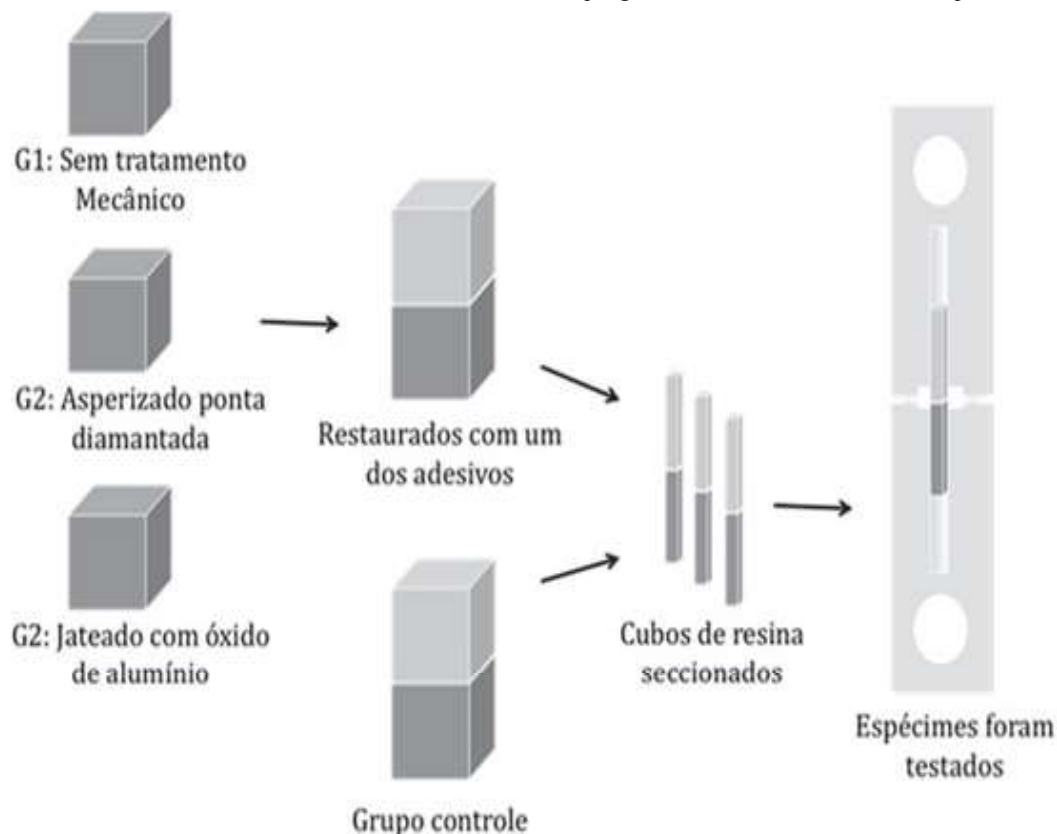 G1: Sem tratamento
Mecânico
G2: Asperizado ponta
diamantada
G2: Jateado com óxido
de alumínio
Restaurados com um
dos adesivos
Grupo controle
Cubos de resina
seccionados
Espécimes foram
testados